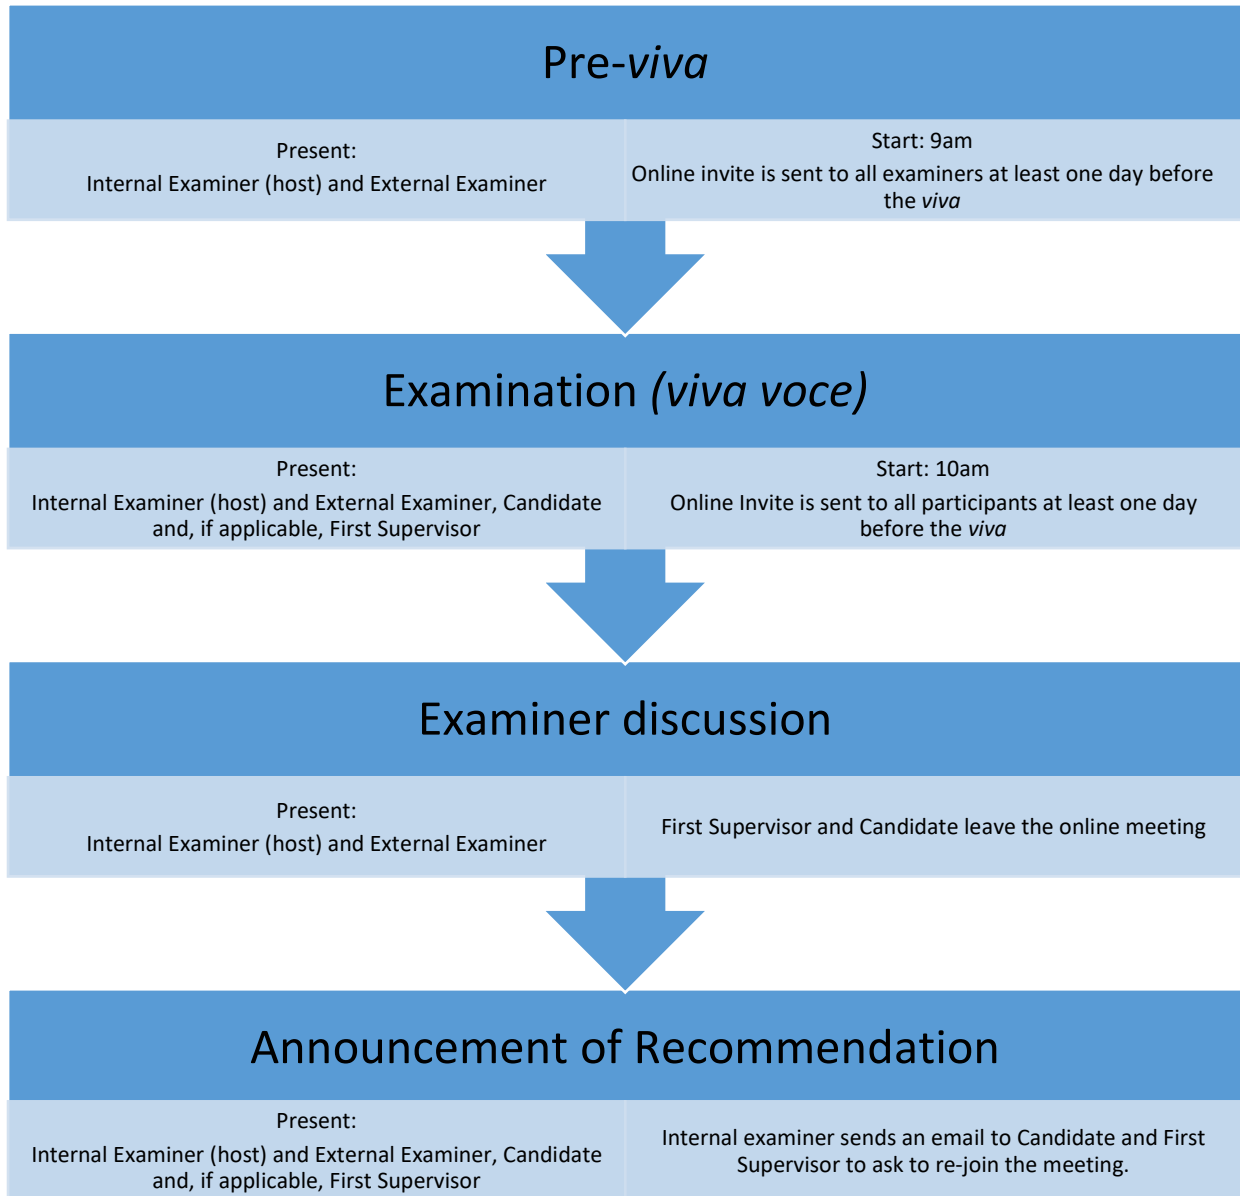 Pre-viva
Present:
Internal Examiner (host) and External Examiner
Start: 9am
Online invite is sent to all examiners at least one day before
the viva
Examination (viva voce)
Present:
Internal Examiner (host) and External Examiner, Candidate
and, if applicable, First Supervisor
Start: 10am
Online Invite is sent to all participants at least one day
before the viva
Examiner discussion
Present:
Internal Examiner (host) and External Examiner
First Supervisor and Candidate leave the online meeting
Announcement of Recommendation
Present:
Internal Examiner (host) and External Examiner, Candidate
and, if applicable, First Supervisor
Internal examiner sends an email to Candidate and First
Supervisor to ask to re-join the meeting.